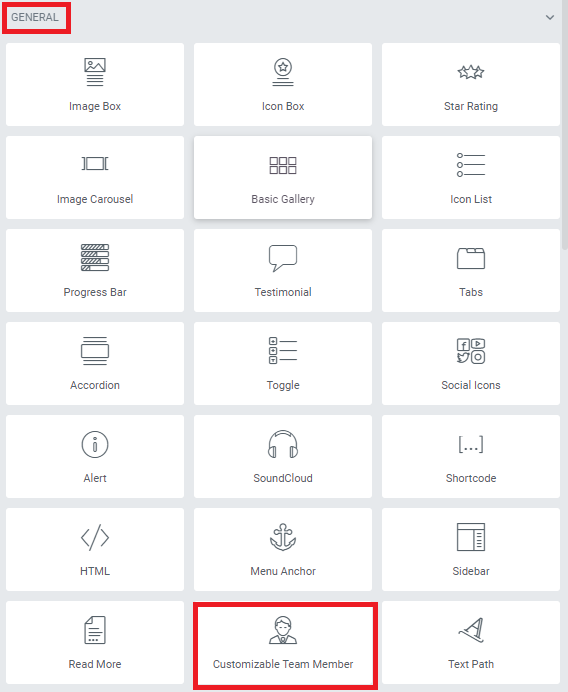 GENERAL
Image Box
Icon Box
Star Rating
Image Carousel
Basic Gallery
Icon List
Progress Bar
Testimonial
Tabs
Accordion
Toggle
Social Icons
Alert
SoundCloud
[...]
Shortcode
HTML
Menu Anchor
Sidebar
Read More
Customizable Team Member
Text Path